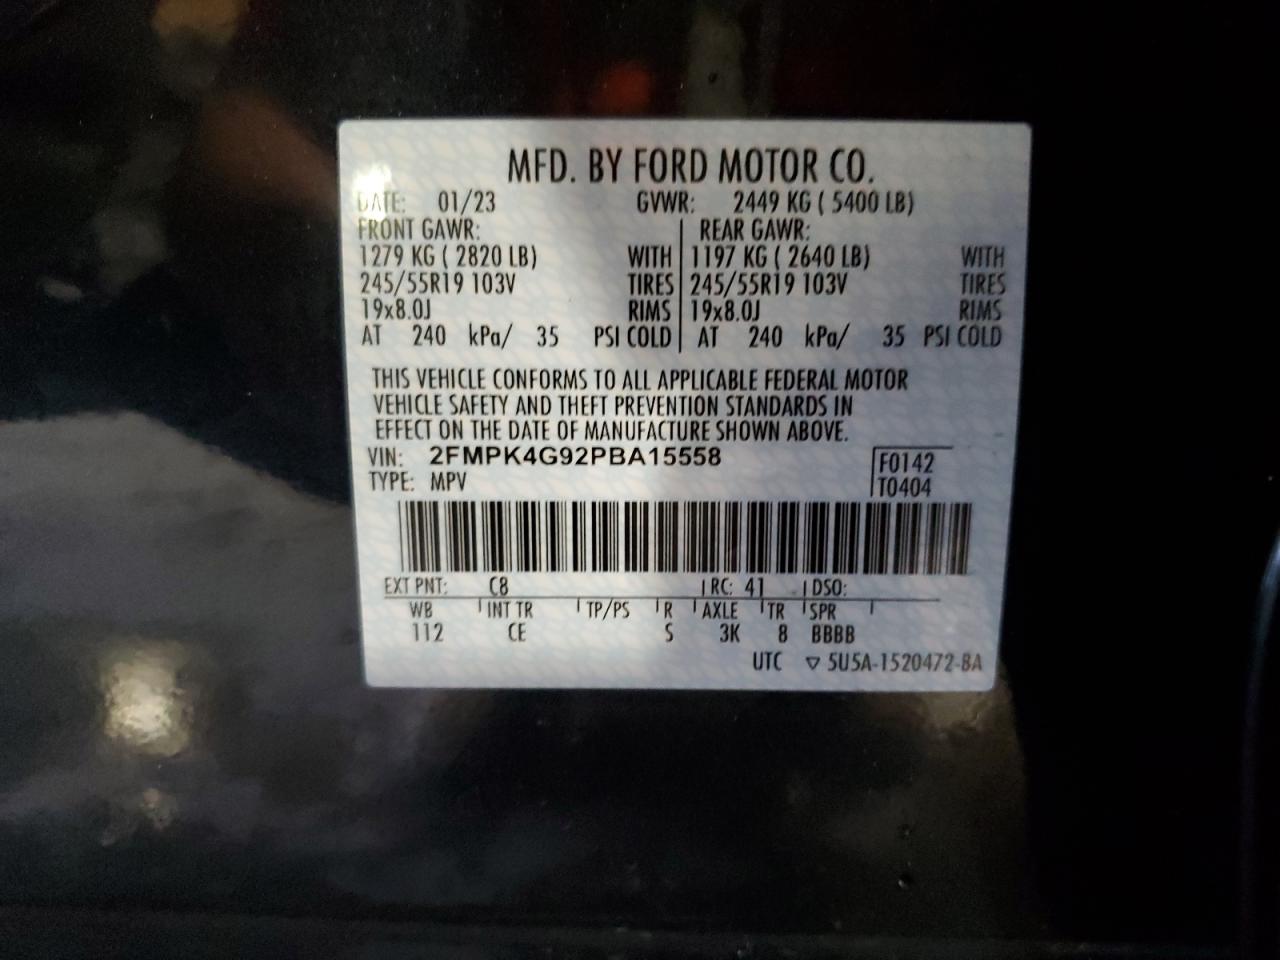 MFD. BY FORD MOTOR CO.
DATE: 01/23 GVWR: 2449 KG ( 5400 LB)
FRONT GAWR: REAR GAWR:
1279 KG ( 2820 LB) WITH 1197 KG ( 2640 LB) WITH
245/55R19 103V TIRES 245/55R19 103V TIRES
19x8.0J RIMS 19x8.0J RIMS
AT 240 kPa/ 35 PSI COLD AT 240 kPa/ 35 PSI COLD
THIS VEHICLE CONFORMS TO ALL APPLICABLE FEDERAL MOTOR
VEHICLE SAFETY AND THEFT PREVENTION STANDARDS IN
EFFECT ON THE DATE OF MANUFACTURE SHOWN ABOVE.
VIN: 2FMPK4G92PBA15558 F0142
TYPE: MPV T0404
EXT PNT: C8 RC: 41 DSO:
WB INT TR TP/PS R AXLE TR SPR
112 CE S 3K 8 BBBB
UTC ▽ 5U5A-1520472-BA